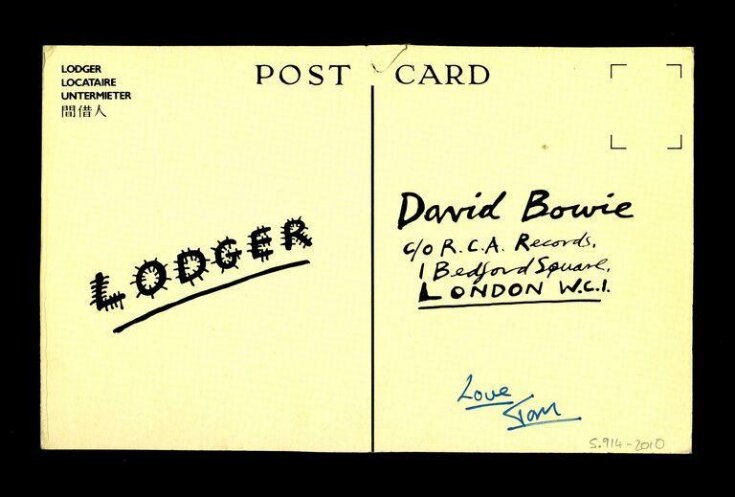 LODGER
LOCATAIRE
UNTERMIETER
間借人
POST CARD
LODGER
David Bowie
c/o R.C.A. Records,
1 Bedford Square,
LONDON W.C.1.
Love
Tom
S.914-2010